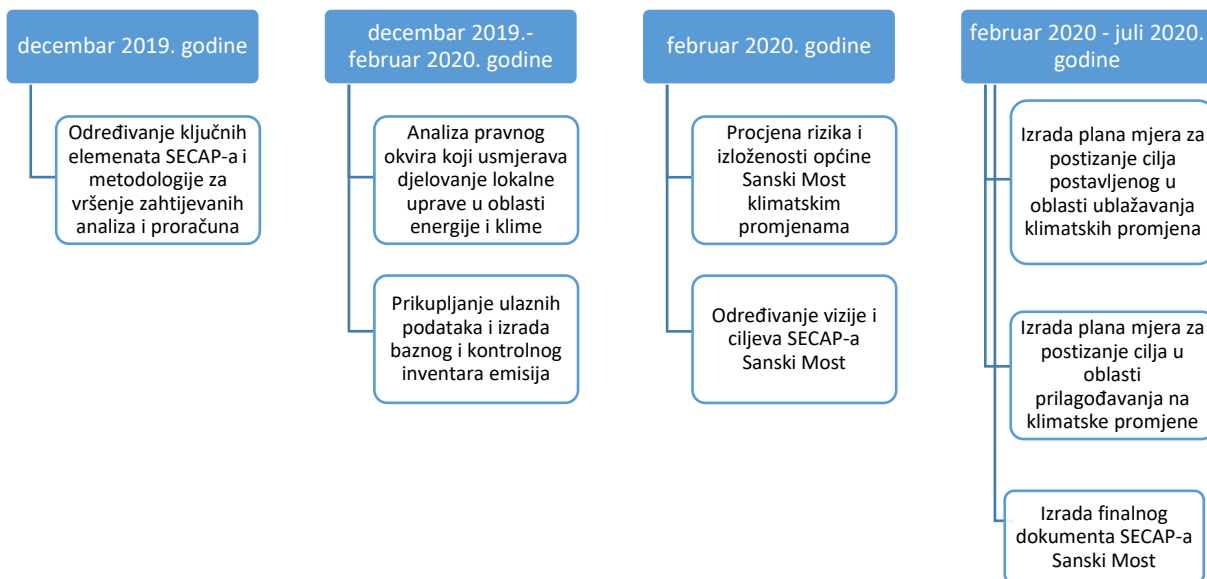 decembar 2019. godine
Određivanje ključnih
elemenata SECAP-a i
metodologije za
vršenje zahtijevanih
analiza i proračuna
decembar 2019.-
februar 2020. godine
Analiza pravnog
okvira koji usmjerava
djelovanje lokalne
uprave u oblasti
energije i klime
Prikupljanje ulaznih
podataka i izrada
baznog i kontrolnog
inventara emisija
februar 2020. godine
Procjena rizika i
izloženosti općine
Sanski Most
klimatskim
promjenama
Određivanje vizije i
ciljeva SECAP-a
Sanski Most
februar 2020 - juli 2020.
godine
Izrada plana mjera za
postizanje cilja
postavljenog u
oblasti ublažavanja
klimatskih promjena
Izrada plana mjera za
postizanje cilja u
oblasti
prilagođavanja na
klimatske promjene
Izrada finalnog
dokumenta SECAP-a
Sanski Most